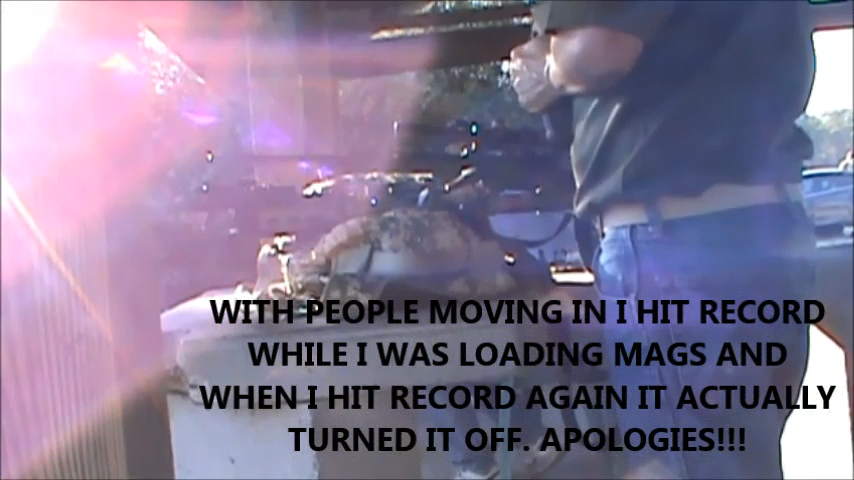 WITH PEOPLE MOVING IN I HIT RECORD
WHILE I WAS LOADING MAGS AND
WHEN I HIT RECORD AGAIN IT ACTUALLY
TURNED IT OFF. APOLOGIES!!!